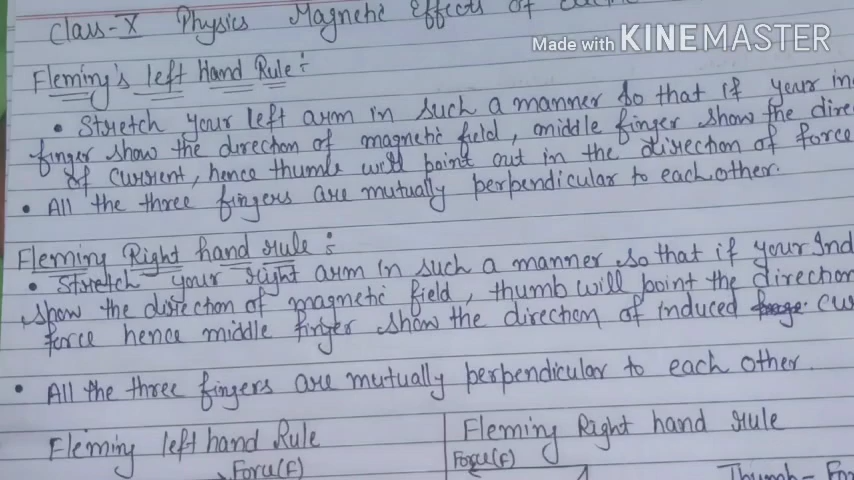 Class-X Physics Magnetic Effects of
Made with KINEMASTER
Fleming's left Hand Rule:
• Stretch your left arm in such a manner so that if your in
finger show the direction of magnetic field, middle finger show the dire
of current, hence thumb will point out in the direction of force
• All the three fingers are mutually perpendicular to each other.
Fleming Right hand rule:
• Stretch your right arm in such a manner so that if your Ind
show the direction of magnetic field, thumb will point the direction
force hence middle finger show the direction of induced cu
• All the three fingers are mutually perpendicular to each other.
Fleming left hand Rule
Fleming Right hand rule
Force(F)
Force(F)
Thumb - For